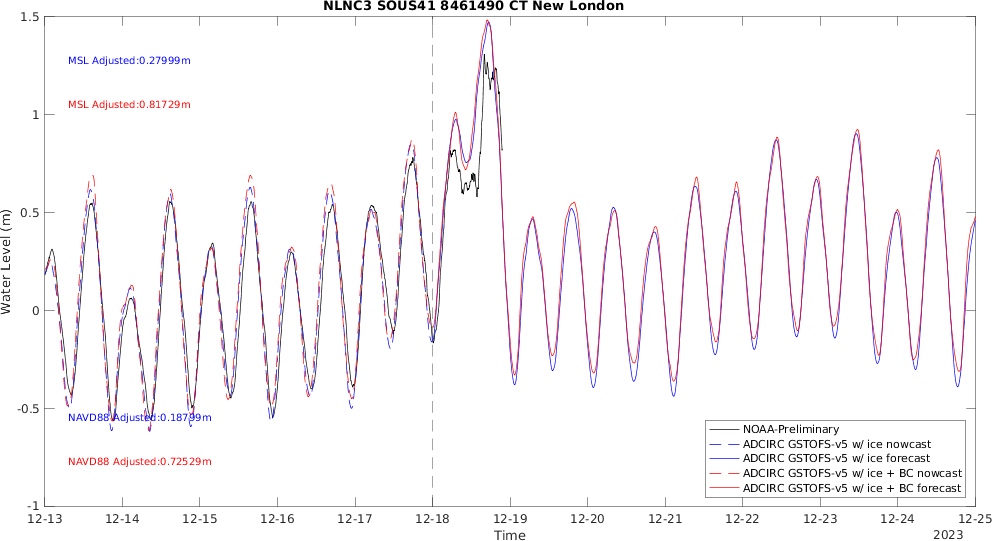 NLNC3 SOUS41 8461490 CT New London
1.5
MSL Adjusted:0.27999m
MSL Adjusted:0.81729m
1
0.5
Water Level (m)
0
-0.5
NAVD88 Adjusted:0.18799m
NAVD88 Adjusted:0.72529m
NOAA-Preliminary
ADCIRC GSTOFS-v5 w/ ice nowcast
ADCIRC GSTOFS-v5 w/ ice forecast
ADCIRC GSTOFS-v5 w/ ice + BC nowcast
ADCIRC GSTOFS-v5 w/ ice + BC forecast
-1
12-13 12-14 12-15 12-16 12-17 12-18 12-19 12-20 12-21 12-22 12-23 12-24 12-25
Time
2023